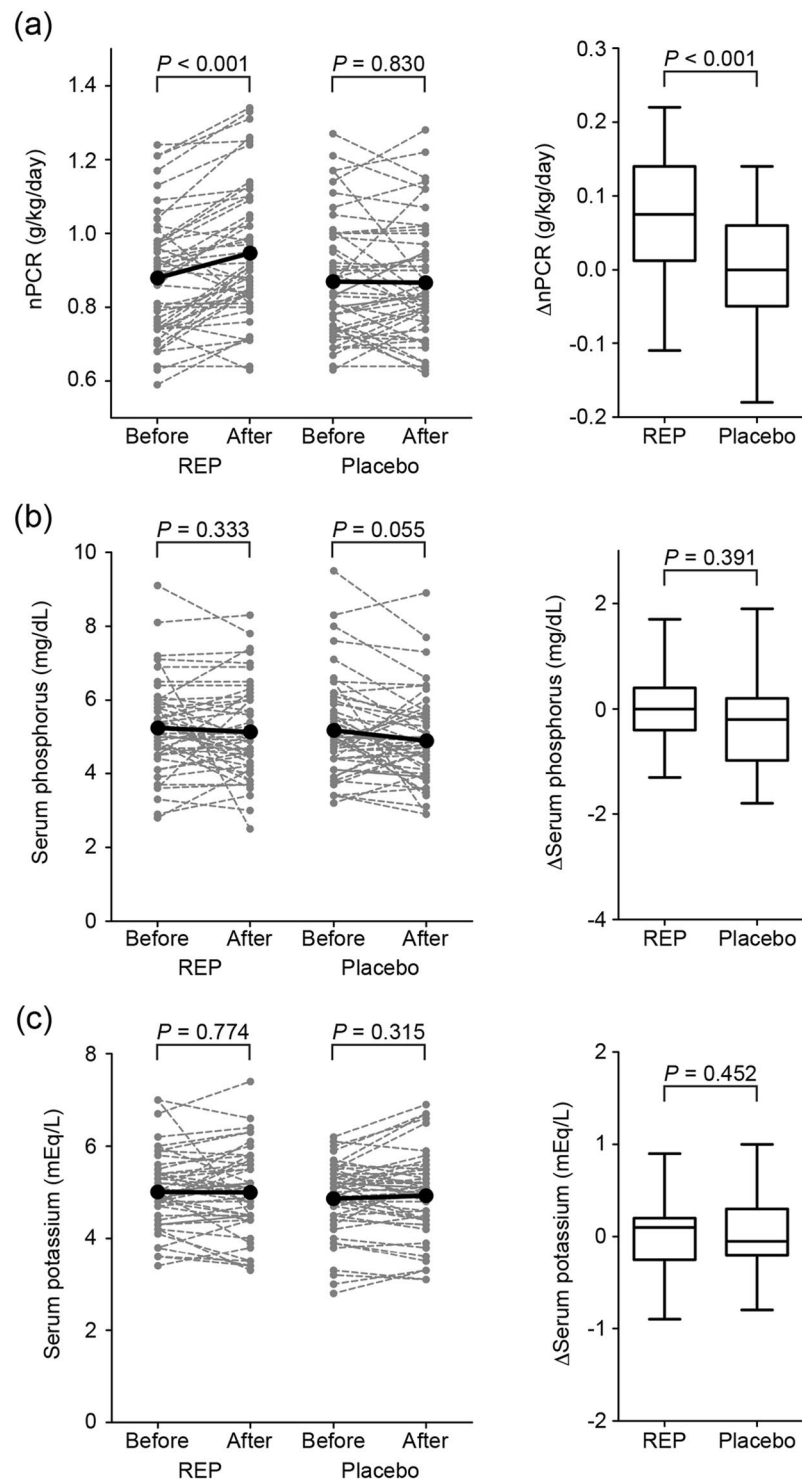 (a)
P < 0.001
P = 0.830
nPCR (g/kg/day)
1.4
1.2
1.0
0.8
0.6
Before After Before After
REP Placebo
P < 0.001
ΔnPCR (g/kg/day)
0.3
0.2
0.1
0.0
-0.1
-0.2
REP Placebo
(b)
P = 0.333
P = 0.055
Serum phosphorus (mg/dL)
10
8
6
4
2
0
Before After Before After
REP Placebo
P = 0.391
ΔSerum phosphorus (mg/dL)
2
0
-2
-4
REP Placebo
(c)
P = 0.774
P = 0.315
Serum potassium (mEq/L)
8
6
4
2
0
Before After Before After
REP Placebo
P = 0.452
ΔSerum potassium (mEq/L)
2
1
0
-1
-2
REP Placebo